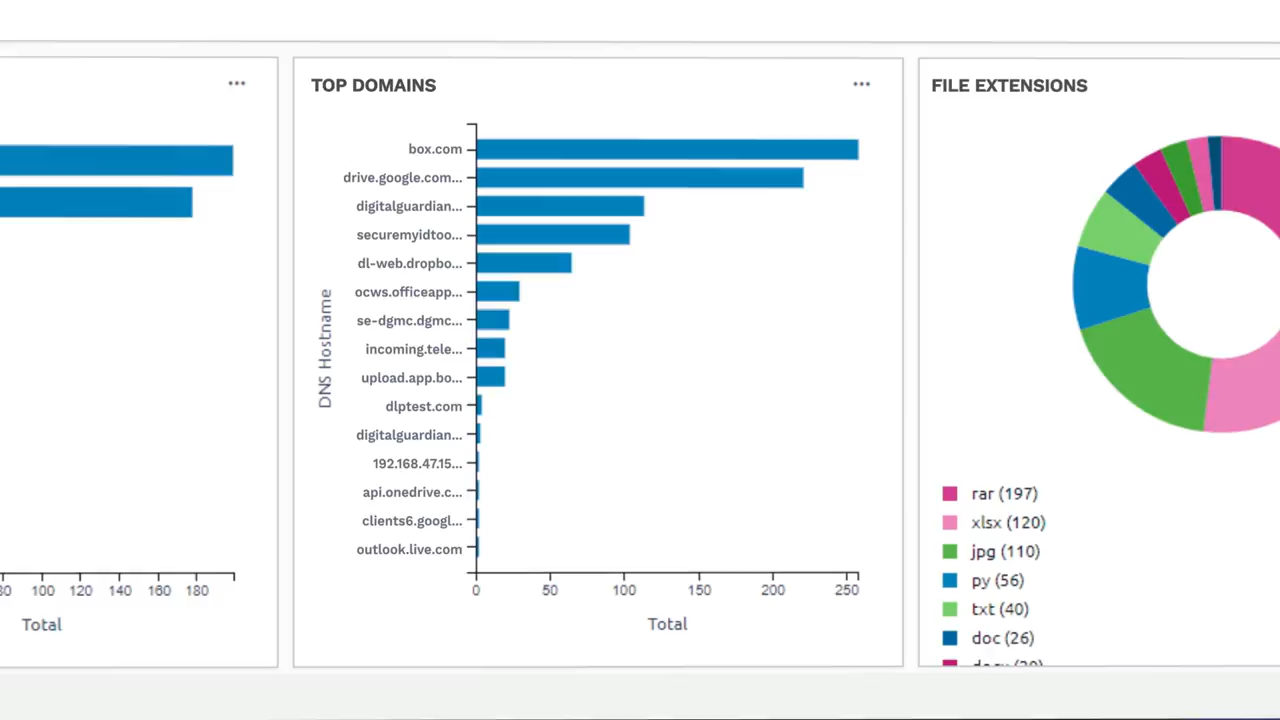 80 100 120 140 160 180
Total
TOP DOMAINS
DNS Hostname
box.com
drive.google.com...
digitalguardian...
securemyidtoo...
dl-web.dropbo...
ocws.officeapp...
se-dgmc.dgmc...
incoming.tele...
upload.app.bo...
dlptest.com
digitalguardian...
192.168.47.15...
api.onedrive.c...
clients6.googl...
outlook.live.com
0 50 100 150 200 250
Total
FILE EXTENSIONS
rar (197)
xlsx (120)
jpg (110)
py (56)
txt (40)
doc (26)